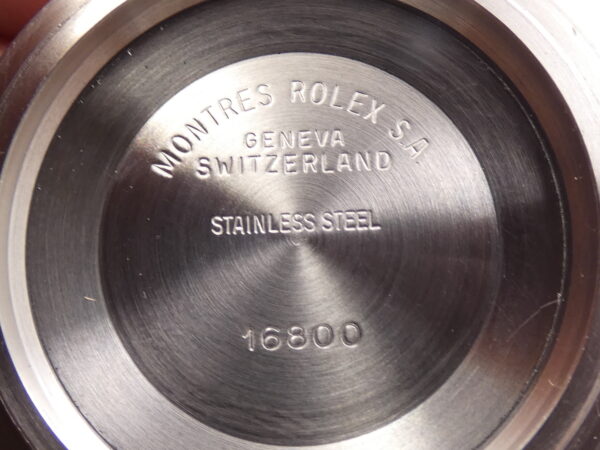 MONTRES ROLEX S.A.
GENEVA
SWITZERLAND
STAINLESS STEEL
16800